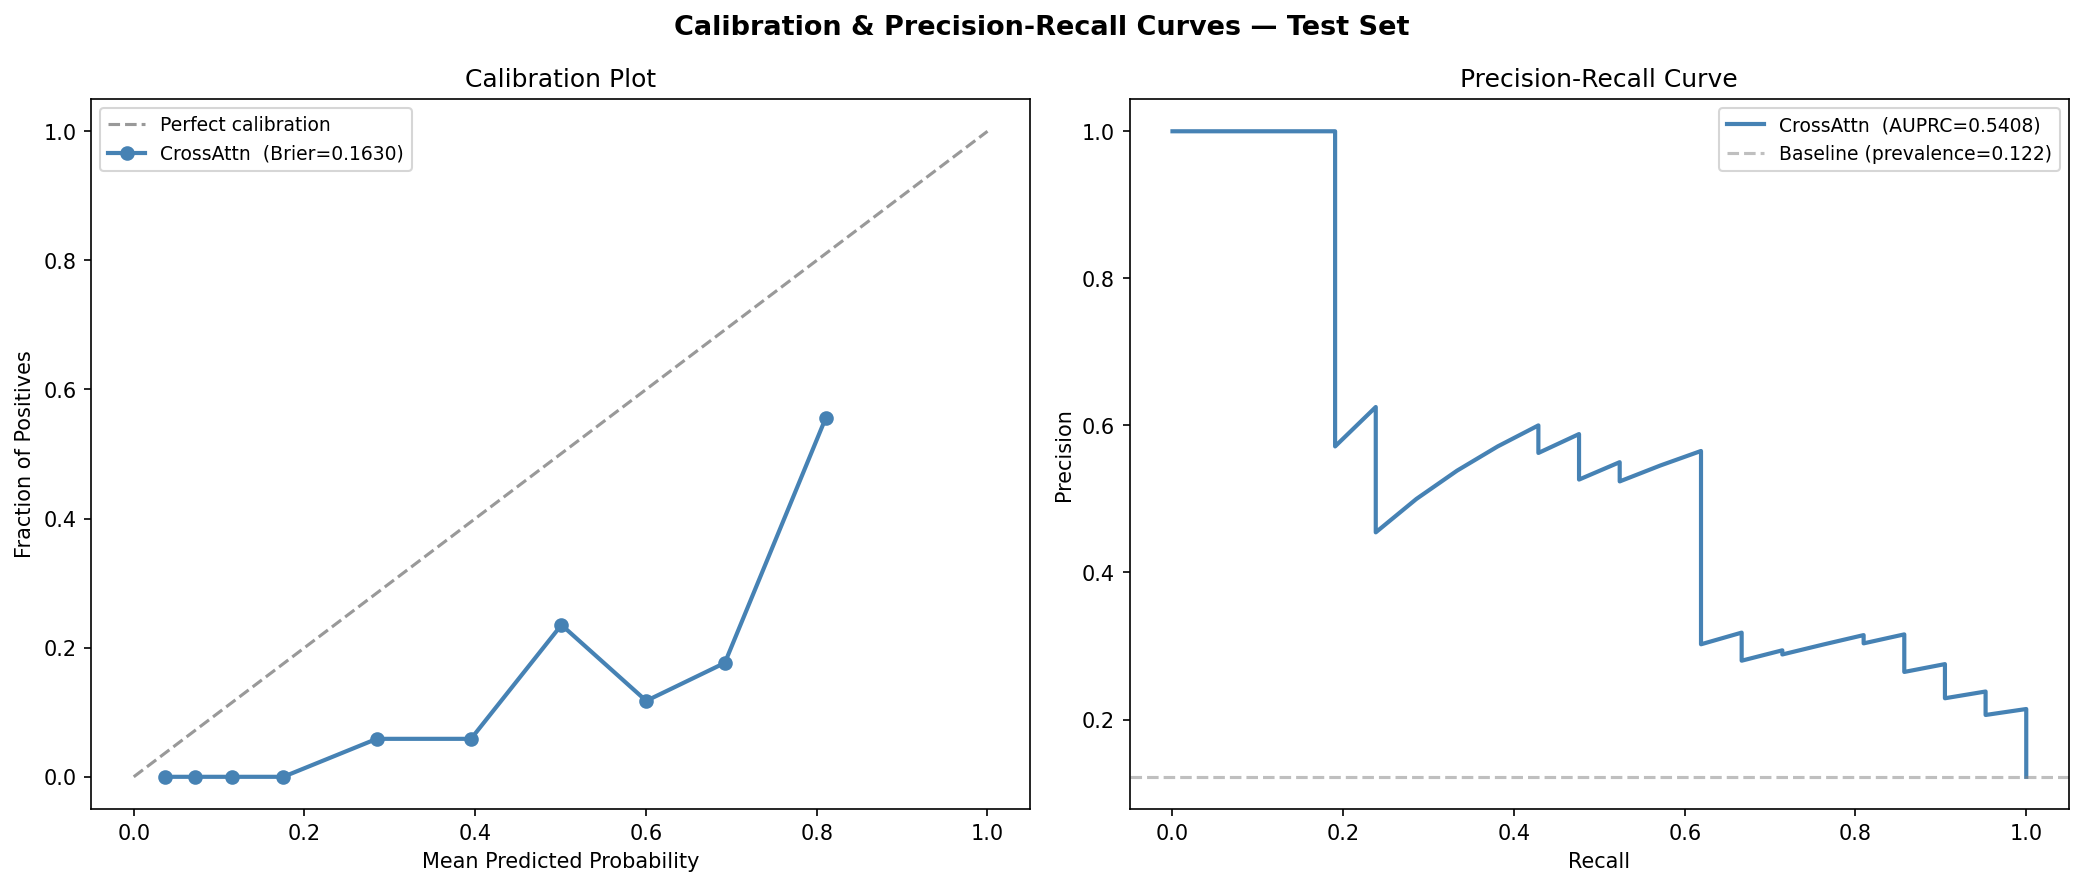 Calibration & Precision-Recall Curves — Test Set
Calibration Plot
Perfect calibration
CrossAttn (Brier=0.1630)
1.0
0.8
0.6
0.4
0.2
0.0
Fraction of Positives
0.0 0.2 0.4 0.6 0.8 1.0
Mean Predicted Probability
Precision-Recall Curve
CrossAttn (AUPRC=0.5408)
Baseline (prevalence=0.122)
1.0
0.8
0.6
0.4
0.2
Precision
0.0 0.2 0.4 0.6 0.8 1.0
Recall